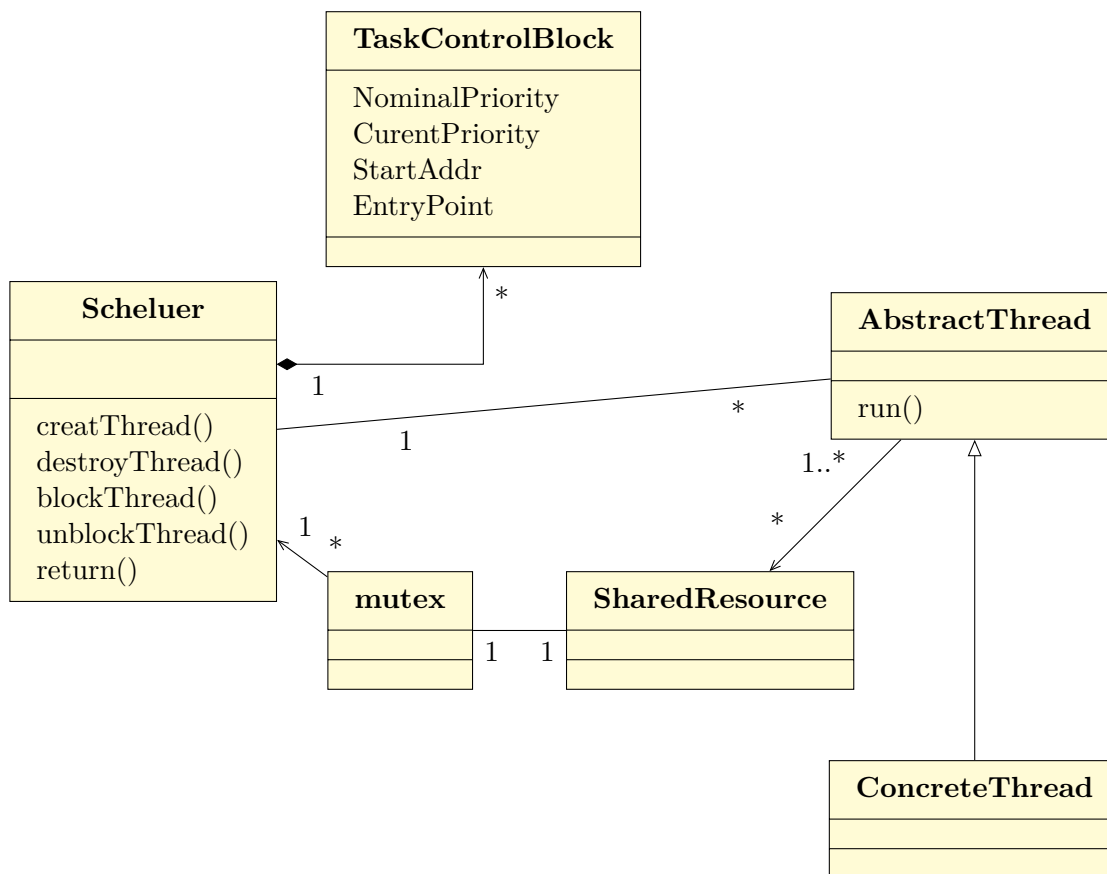 TaskControlBlock
NominalPriority
CurentPriority
StartAddr
EntryPoint
*
Scheluer
1
creatThread()
destroyThread()
blockThread()
unblockThread()
return()
AbstractThread
run()
*
1
1..*
*
1
*
mutex
1
1
SharedResource
ConcreteThread